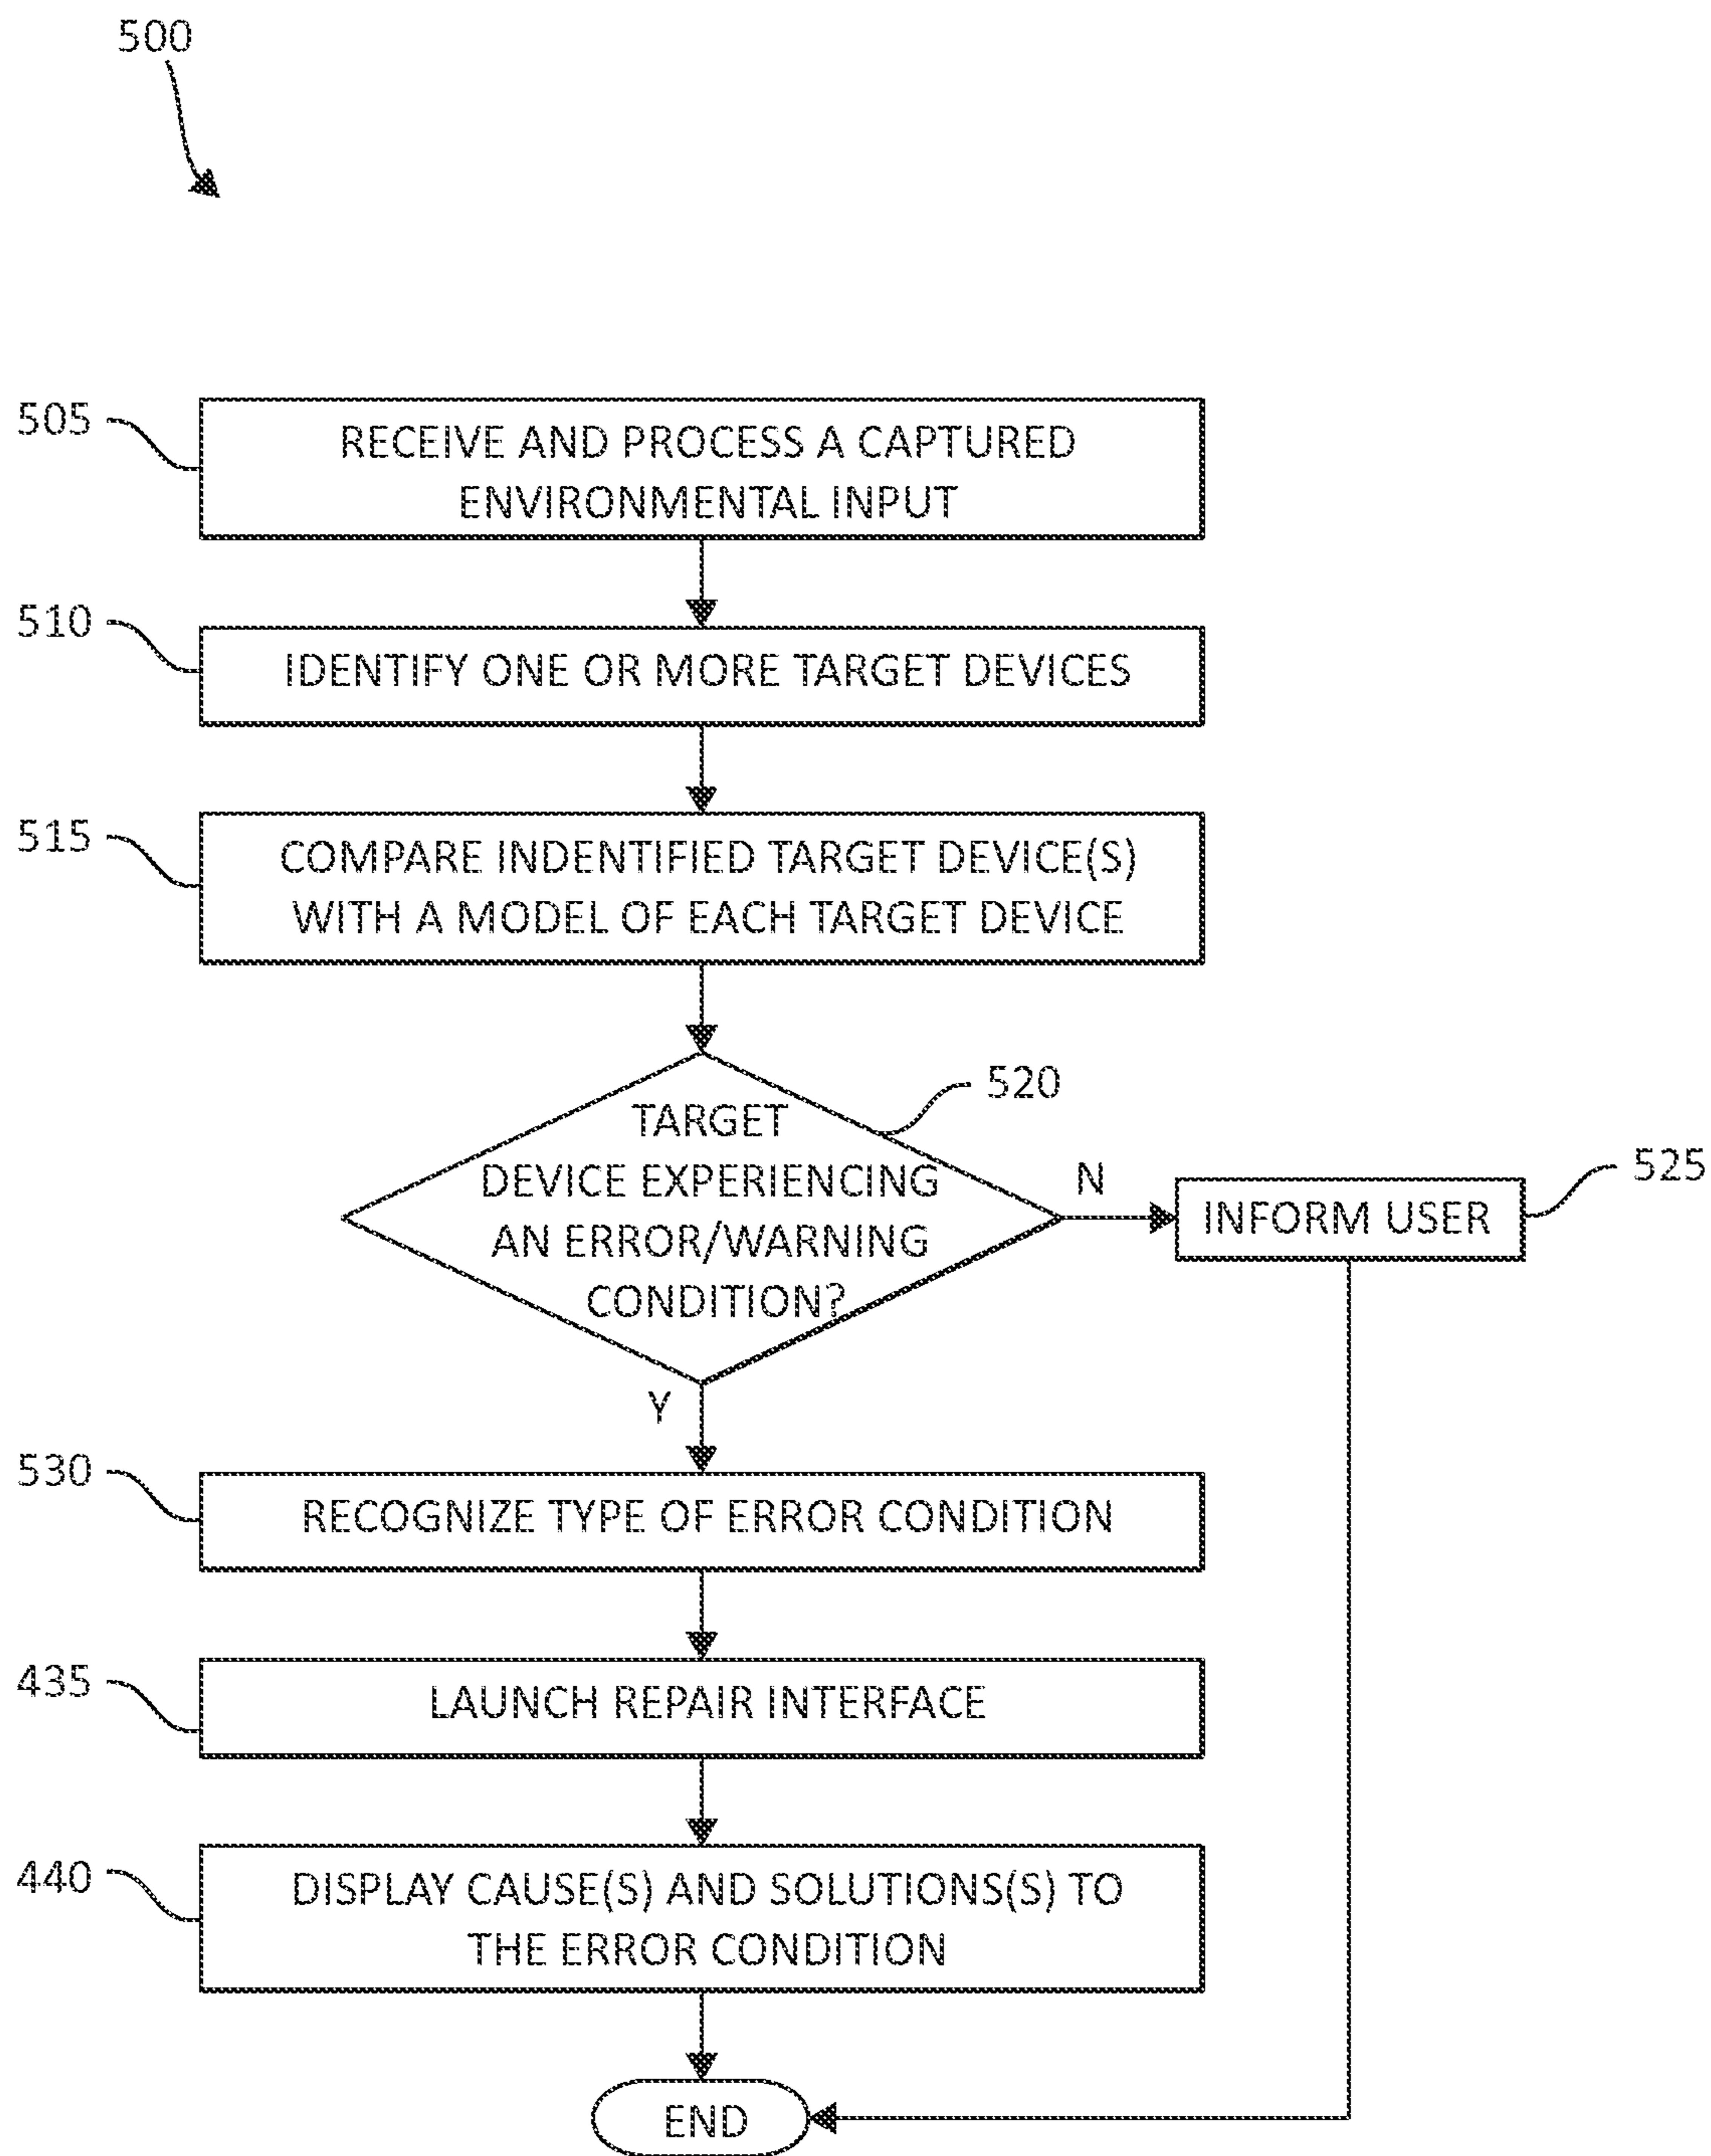 500
505
RECEIVE AND PROCESS A CAPTURED
ENVIRONMENTAL INPUT
510
IDENTIFY ONE OR MORE TARGET DEVICES
515
COMPARE INDENTIFIED TARGET DEVICE(S)
WITH A MODEL OF EACH TARGET DEVICE
520
TARGET
DEVICE EXPERIENCING
AN ERROR/WARNING
CONDITION?
N
525
INFORM USER
Y
530
RECOGNIZE TYPE OF ERROR CONDITION
435
LAUNCH REPAIR INTERFACE
440
DISPLAY CAUSE(S) AND SOLUTIONS(S) TO
THE ERROR CONDITION
END